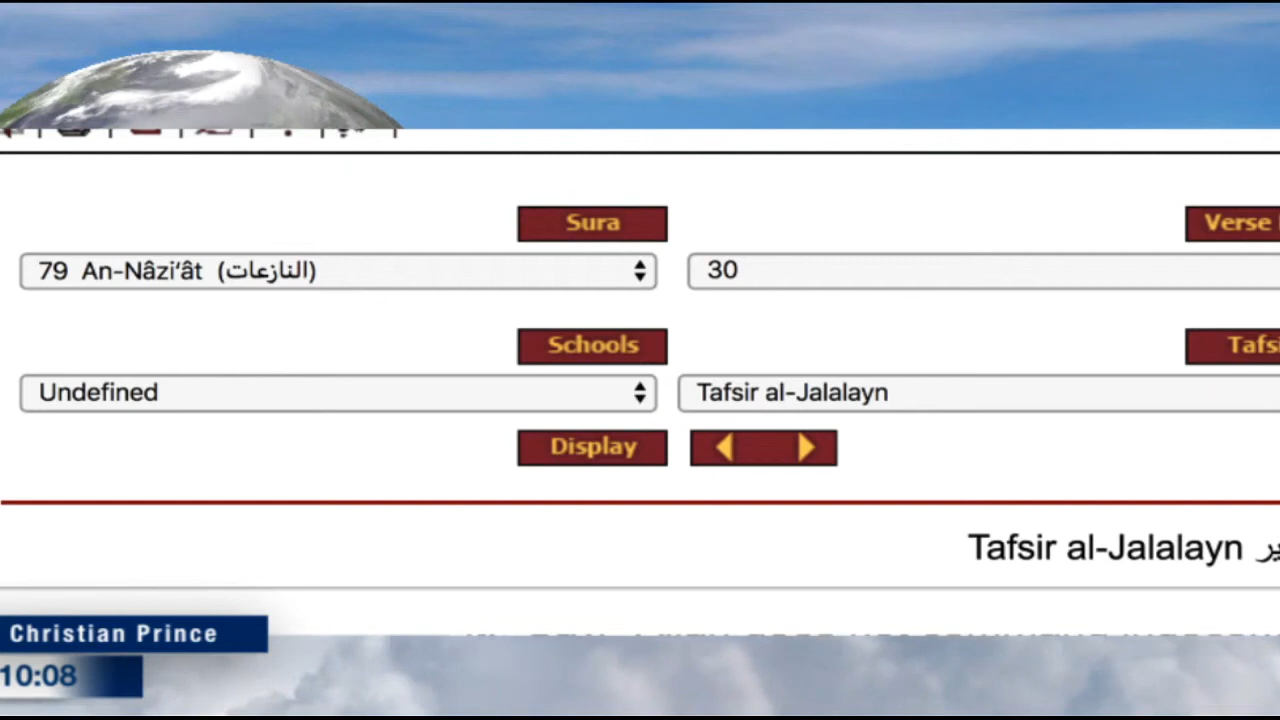 Sura
Verse
79 An-Nâzi‘ât (النازعات)
30
Schools
Undefined
Tafsir al-Jalalayn
Display
Tafsir al-Jalalayn
Christian Prince
10:08